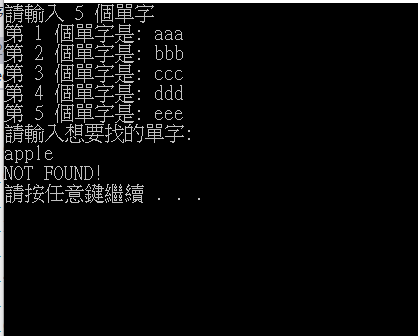 請輸入 5 個單字
第 1 個單字是: aaa
第 2 個單字是: bbb
第 3 個單字是: ccc
第 4 個單字是: ddd
第 5 個單字是: eee
請輸入想要找的單字:
apple
NOT FOUND!
請按任意鍵繼續 . . .